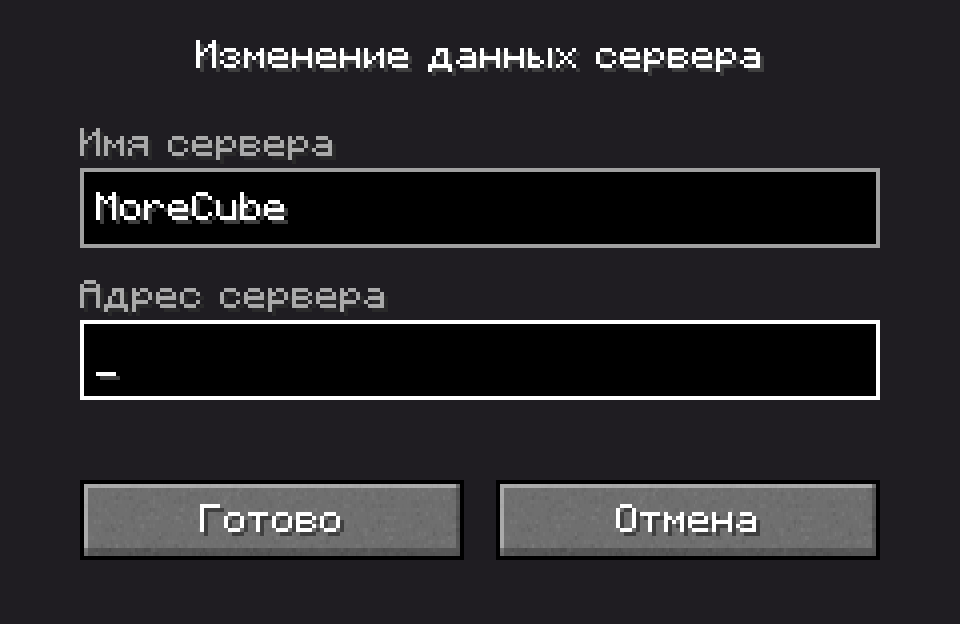 Изменение данных сервера
Имя сервера
MoreCube
Адрес сервера
_
Готово
Отмена